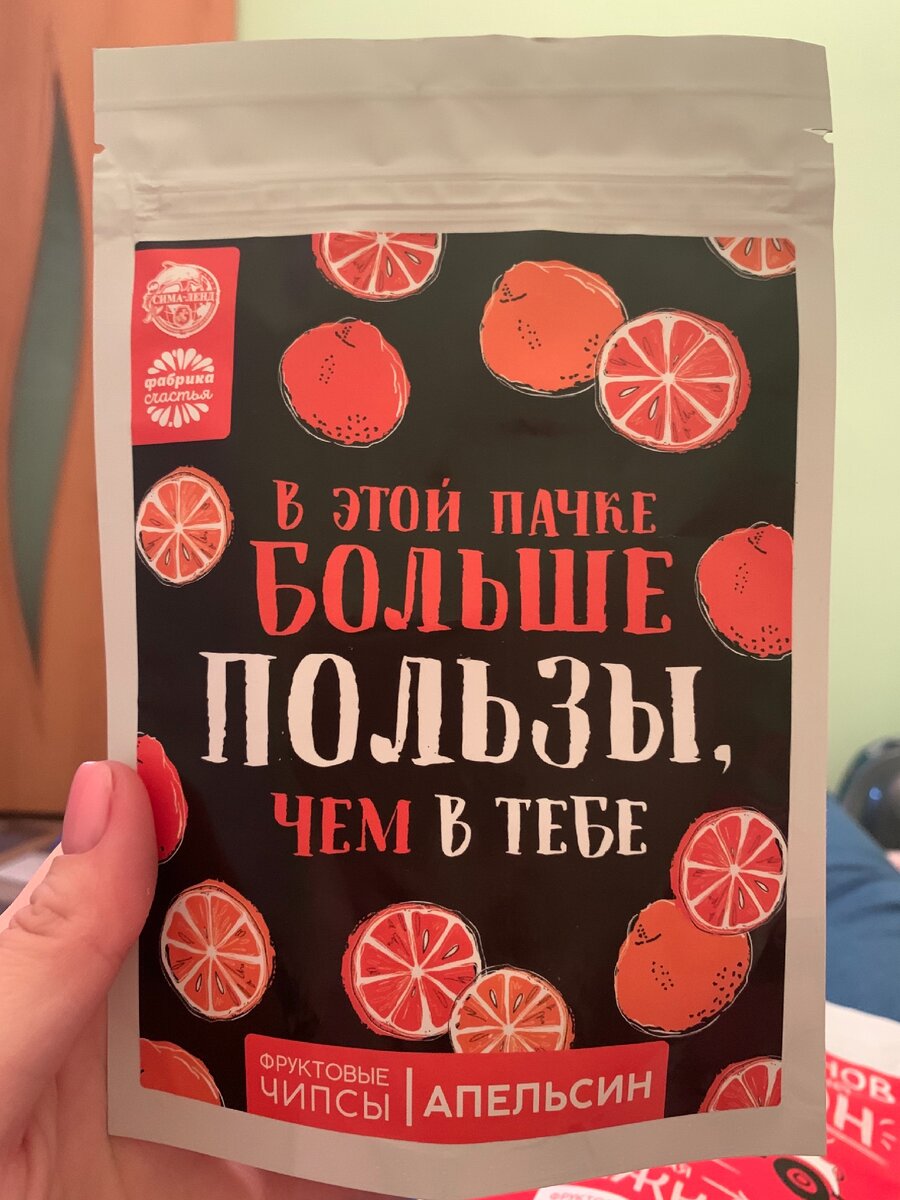 СИМА-ЛЕНД
фабрика
счастья
В ЭТОЙ ПАЧКЕ
БОЛЬШЕ
ПОЛЬЗЫ,
ЧЕМ В ТЕБЕ
ФРУКТОВЫЕ
ЧИПСЫ
АПЕЛЬСИН